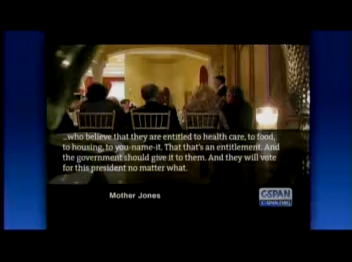 ...who believe that they are entitled to health care, to food,
to housing, to you-name-it. That that's an entitlement. And
the government should give it to them. And they will vote
for this president no matter what.
Mother Jones
C-SPAN